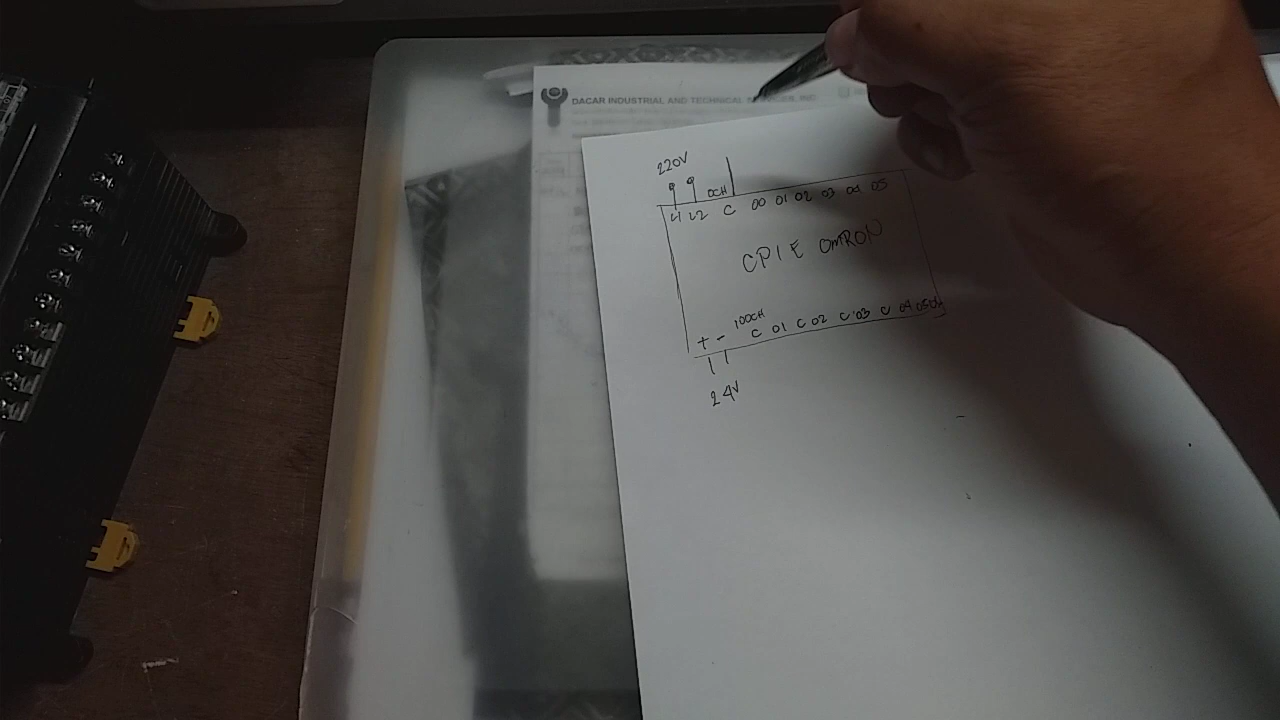 DACAR INDUSTRIAL AND TECHNICAL
220V
L1 L2 0CH C 00 01 02 03 04 05
CP1E OMRON
+ - 100CH C 01 C 02 C 03 C 04 05
24V